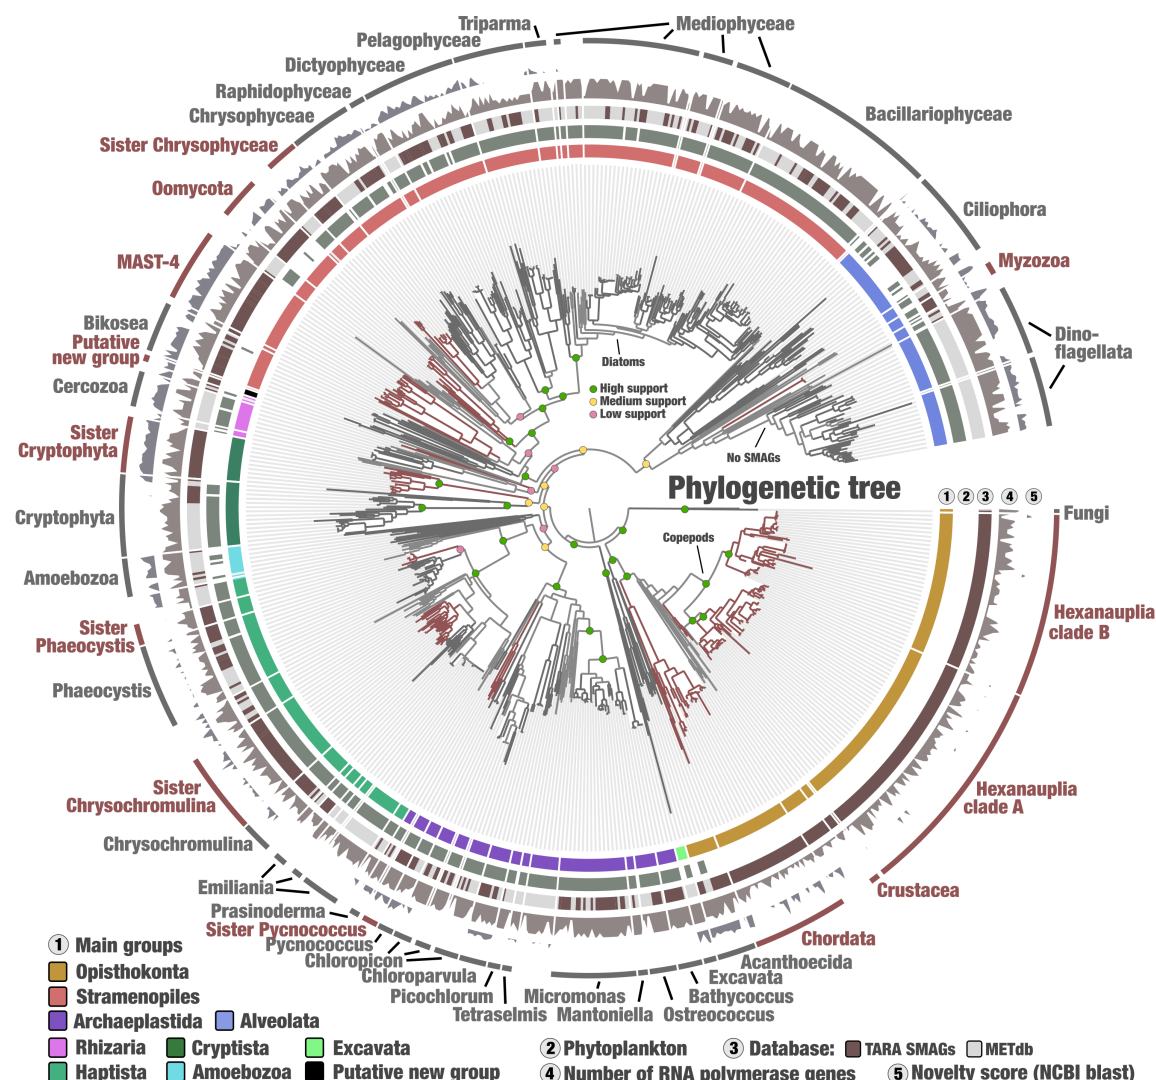 Triparma
Mediophyceae
Pelagophyceae
Dictyophyceae
Raphidophyceae
Chrysophyceae
Bacillariophyceae
Sister Chrysophyceae
Oomycota
Ciliophora
MAST-4
Myzozoa
Bikosea
Putative
new group
Dino-
flagellata
Cercozoa
Diatoms
High support
Medium support
Low support
Sister
Cryptophyta
No SMAGs
Phylogenetic tree
1 2 3 4 5
Fungi
Cryptophyta
Copepods
Amoebozoa
Hexanauplia
clade B
Sister
Phaeocystis
Phaeocystis
Sister
Chrysochromulina
Hexanauplia
clade A
Chrysochromulina
Emiliania
Crustacea
Prasinoderma
Sister Pycnococcus
Pycnococcus
Chordata
Chloropicon
Acanthoecida
Chloroparvula
Excavata
Picochlorum
Micromonas
Bathycoccus
Tetraselmis
Mantoniella
Ostreococcus
1 Main groups
Opisthokonta
Stramenopiles
Archaeplastida
Alveolata
Rhizaria
Cryptista
Excavata
Haptista
Amoebozoa
Putative new group
2 Phytoplankton
3 Database: TARA SMAGs METdb
4 Number of RNA polymerase genes
5 Novelty score (NCBI blast)